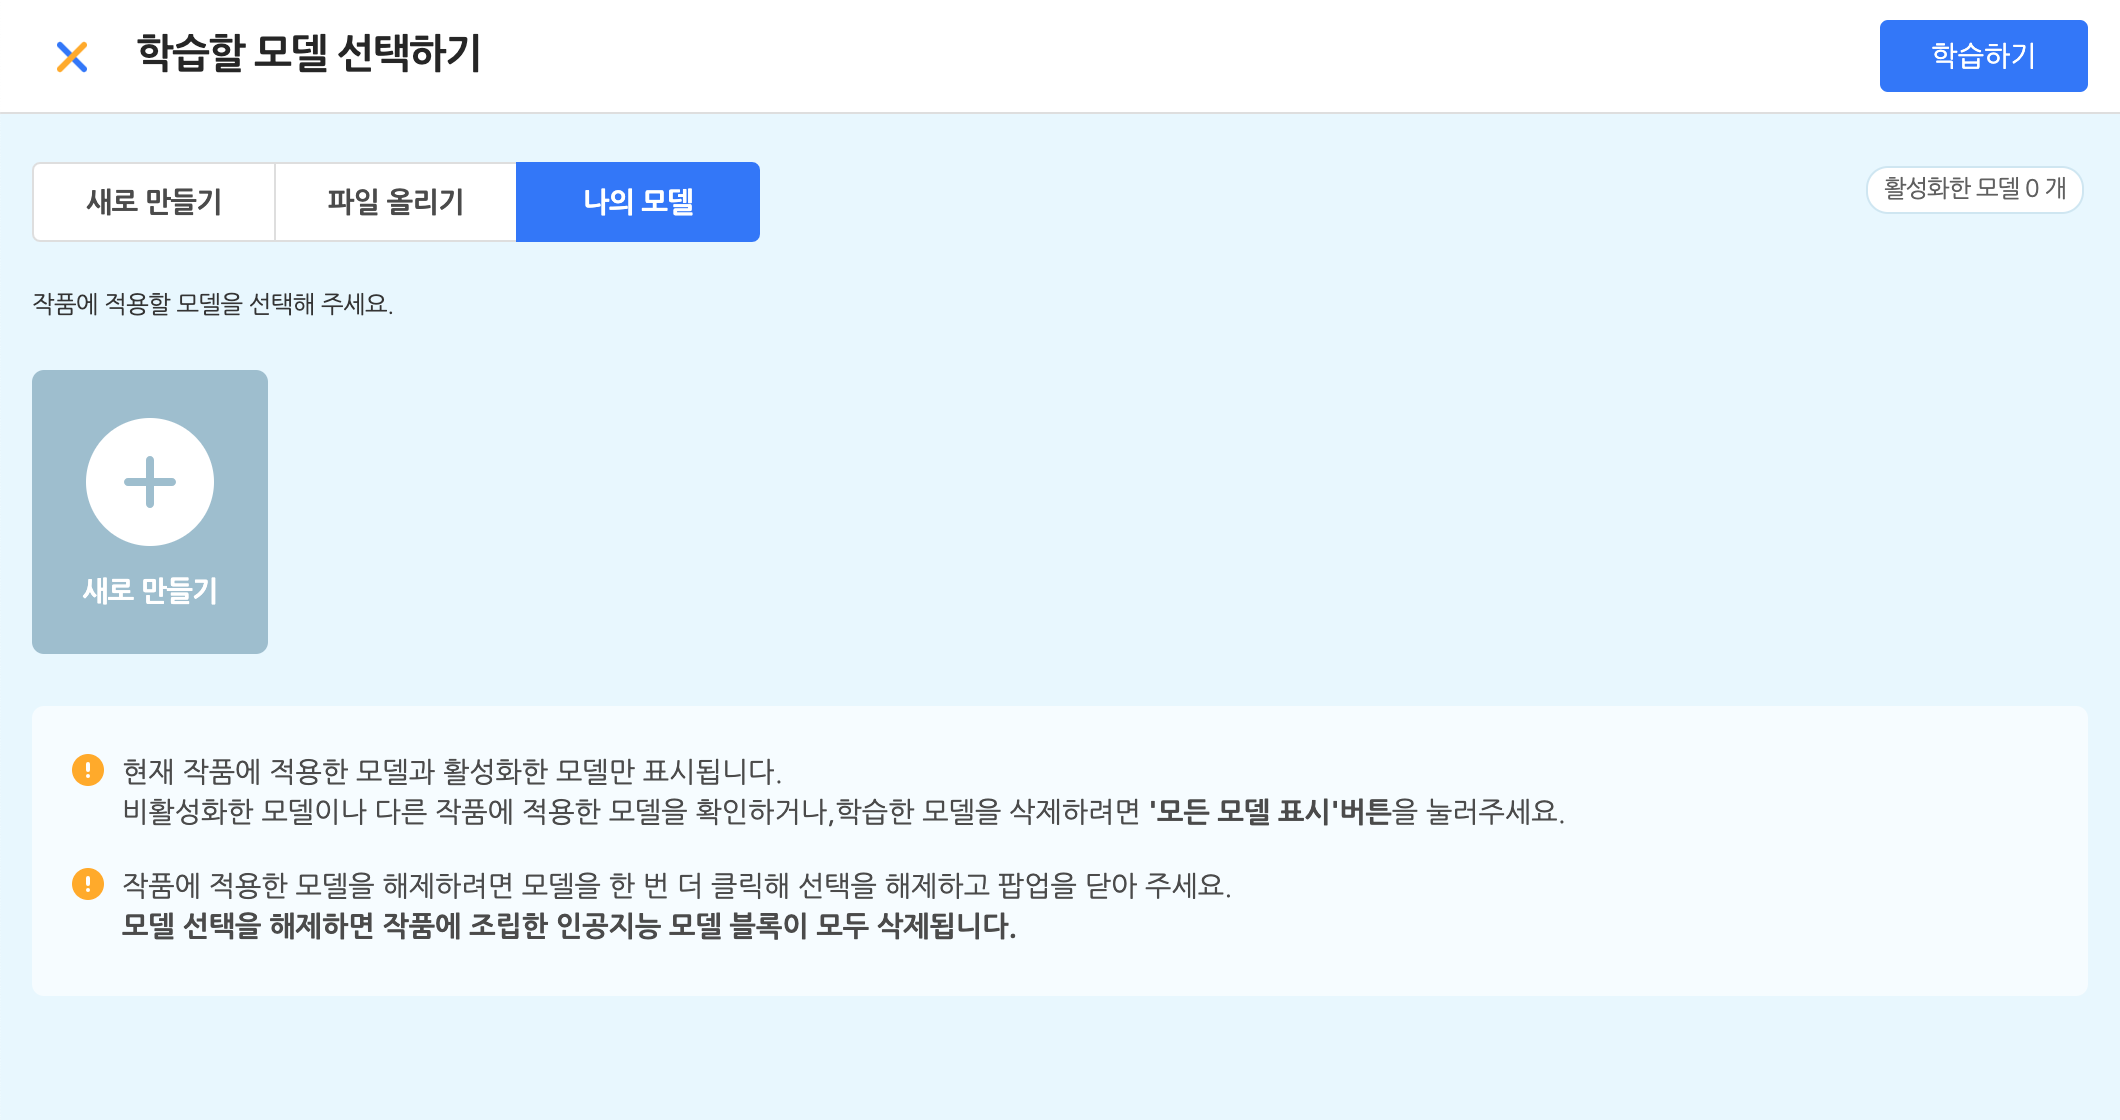 학습할 모델 선택하기
학습하기
새로 만들기
파일 올리기
나의 모델
활성화한 모델 0 개
작품에 적용할 모델을 선택해 주세요.
새로 만들기
현재 작품에 적용한 모델과 활성화한 모델만 표시됩니다.
비활성화한 모델이나 다른 작품에 적용한 모델을 확인하거나,학습한 모델을 삭제하려면 '모든 모델 표시'버튼을 눌러주세요.
작품에 적용한 모델을 해제하려면 모델을 한 번 더 클릭해 선택을 해제하고 팝업을 닫아 주세요.
모델 선택을 해제하면 작품에 조립한 인공지능 모델 블록이 모두 삭제됩니다.